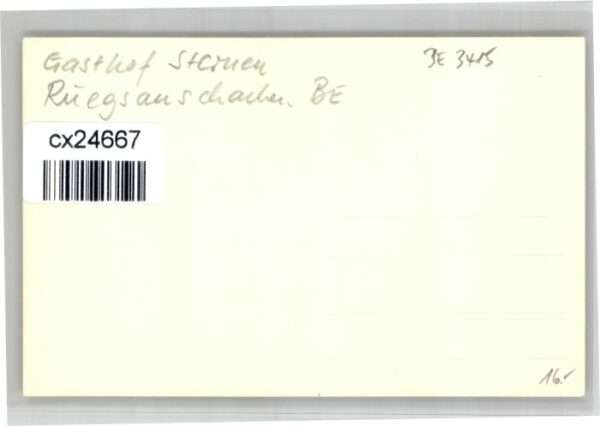 Gasthof Sternen
BE 3415
Rüegsauschachen BE
cx24667
16.-